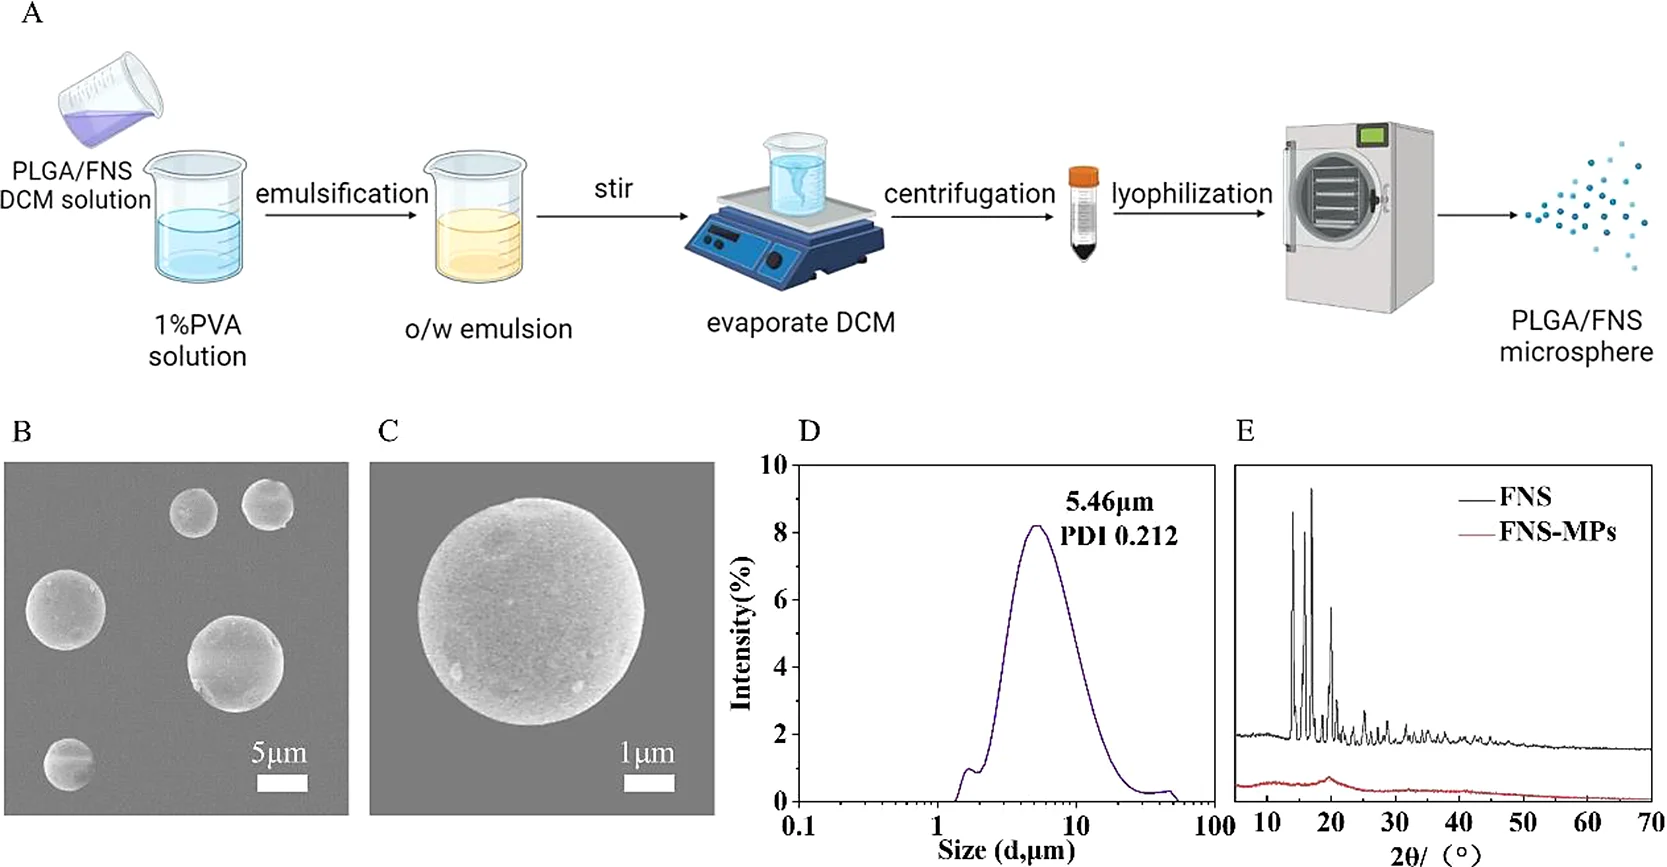 A
PLGA/FNS
DCM solution
emulsification
stir
centrifugation
lyophilization
1%PVA
solution
o/w emulsion
evaporate DCM
PLGA/FNS
microsphere
B
5μm
C
1μm
D
10
8
6
4
2
0
Intensity(%)
5.46μm
PDI 0.212
0.1
1
10
100
Size (d,μm)
E
FNS
FNS-MPs
10
20
30
40
50
60
70
2θ/（°）